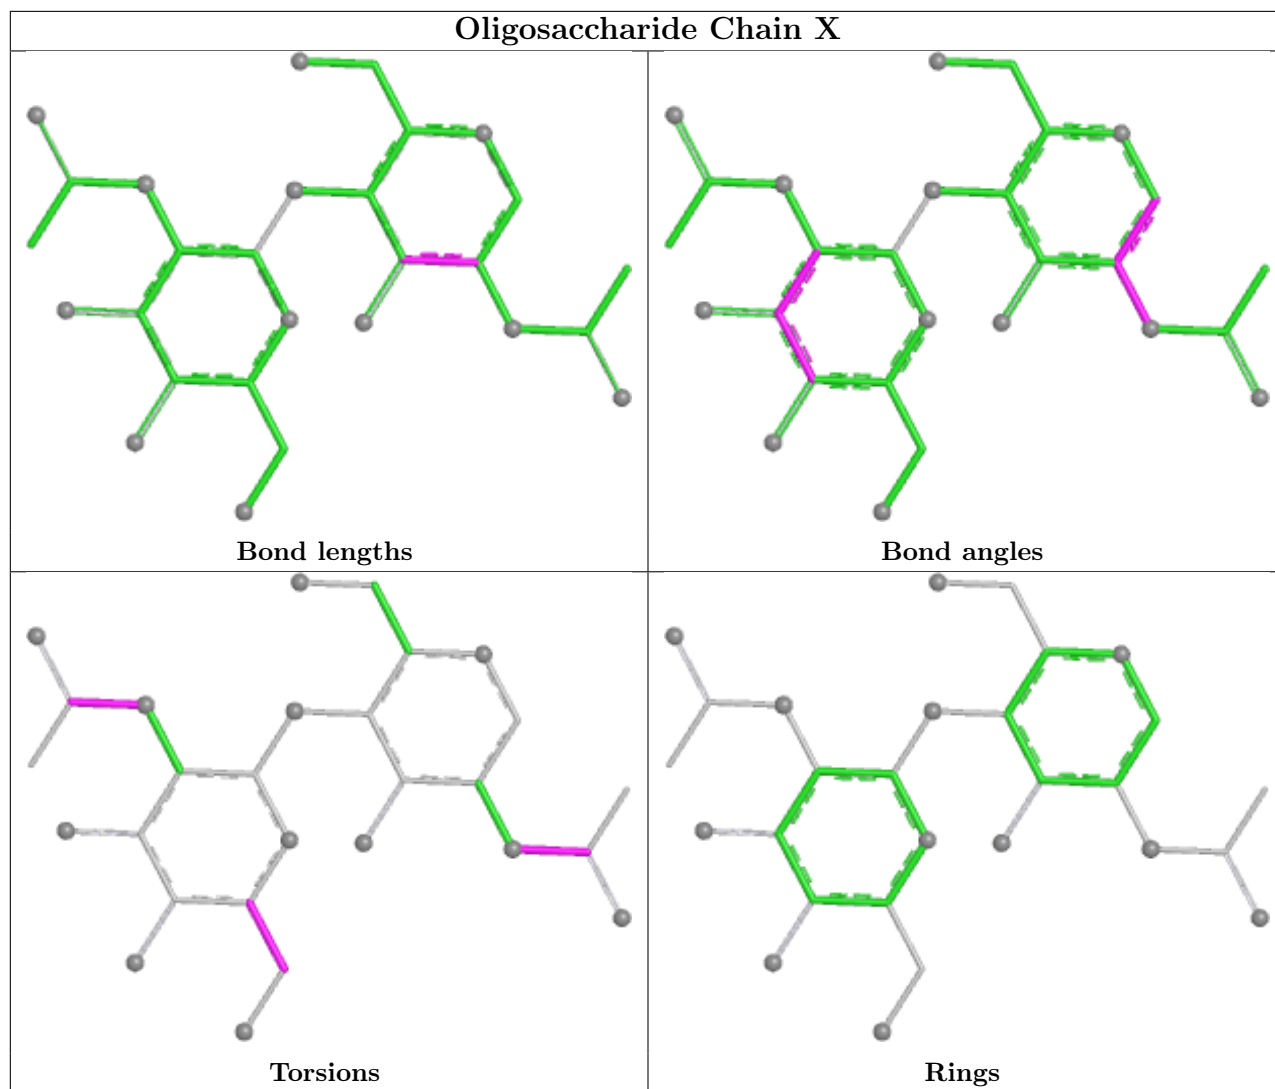 Oligosaccharide Chain X
Bond lengths
Bond angles
Torsions
Rings